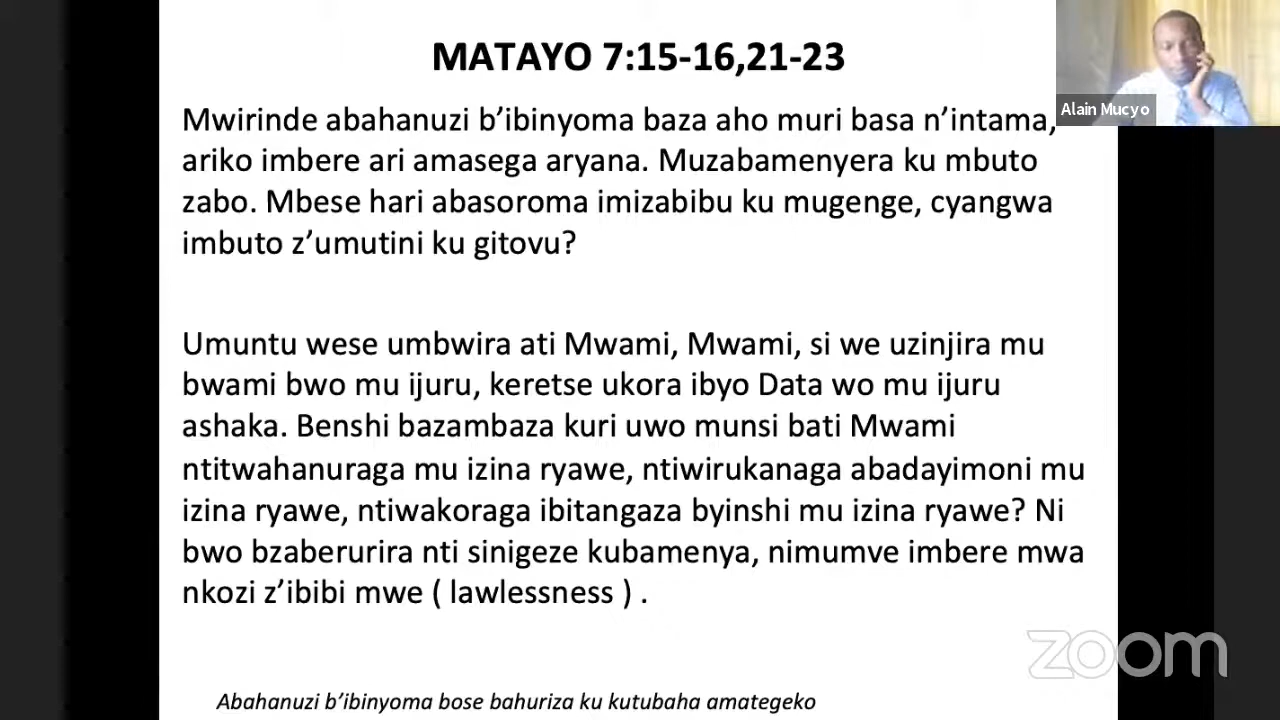 MATAYO 7:15-16,21-23
Alain Mucyo
Mwirinde abahanuzi b’ibinyoma baza aho muri basa n’intama,
ariko imbere ari amasega aryana. Muzabamenyera ku mbuto
zabo. Mbese hari abasoroma imizabibu ku mugenge, cyangwa
imbuto z’umutini ku gitovu?
Umuntu wese umbwira ati Mwami, Mwami, si we uzinjira mu
bwami bwo mu ijuru, keretse ukora ibyo Data wo mu ijuru
ashaka. Benshi bazambaza kuri uwo munsi bati Mwami
ntitwahanuraga mu izina ryawe, ntiwirukanaga abadayimoni mu
izina ryawe, ntiwakoraga ibitangaza byinshi mu izina ryawe? Ni
bwo bzaberurira nti sinigeze kubamenya, nimumve imbere mwa
nkozi z’ibibi mwe ( lawlessness ) .
zoom
Abahanuzi b’ibinyoma bose bahuriza ku kutubaha amategeko